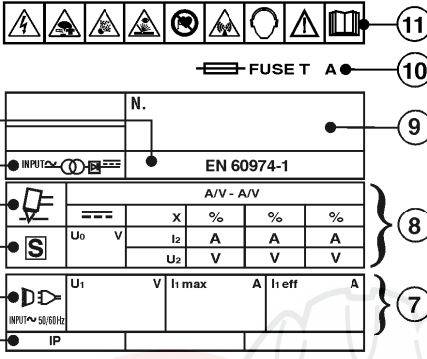 11
FUSE T A 10
N.
9
INPUT
EN 60974-1
A/V - A/V
X % % %
8
U₀ V I₂ A A A
S
U₂ V V V
U₁ V I₁ max A I₁ eff A
7
INPUT ~ 50/60Hz
IP